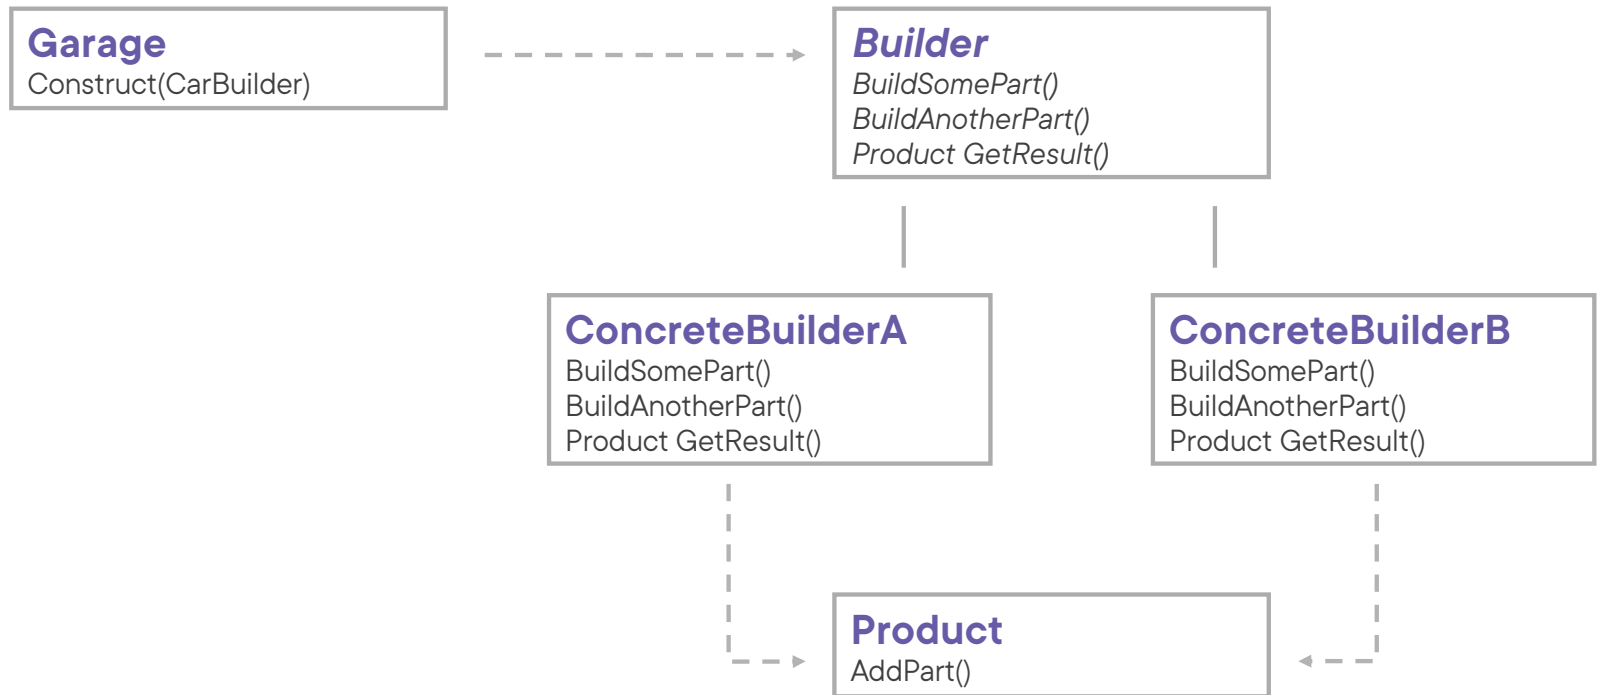 Garage
Construct(CarBuilder)
Builder
BuildSomePart()
BuildAnotherPart()
Product GetResult()
ConcreteBuilderA
BuildSomePart()
BuildAnotherPart()
Product GetResult()
ConcreteBuilderB
BuildSomePart()
BuildAnotherPart()
Product GetResult()
Product
AddPart()